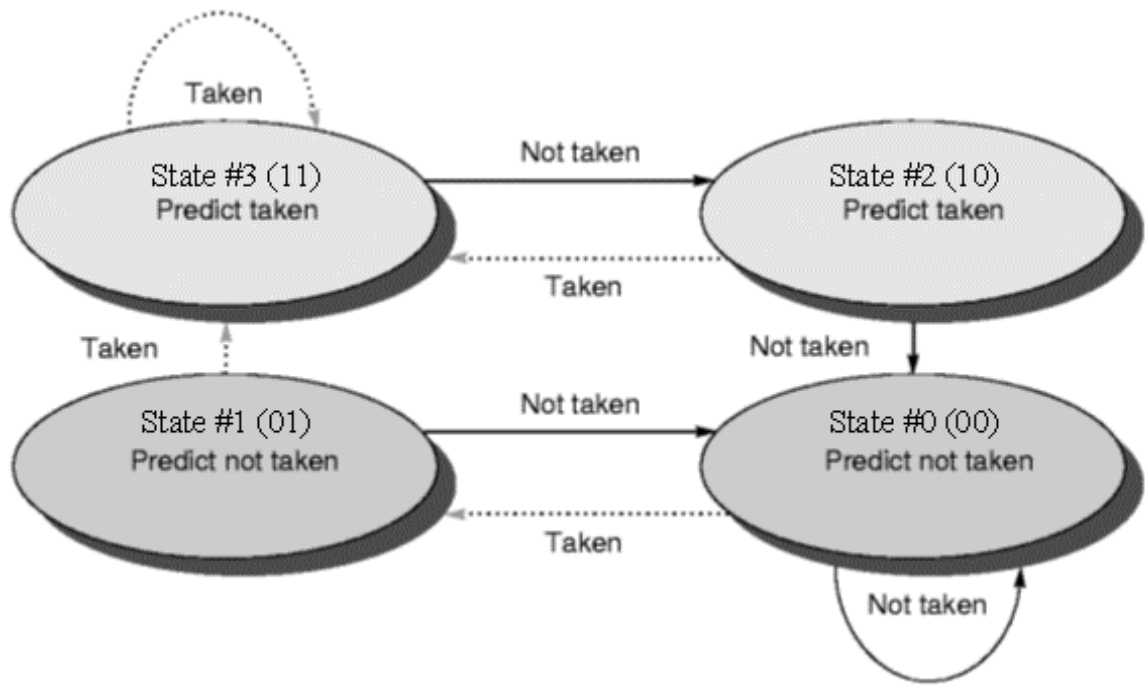 Taken
Not taken
State #3 (11)
Predict taken
State #2 (10)
Predict taken
Taken
Taken
Not taken
Not taken
State #1 (01)
Predict not taken
State #0 (00)
Predict not taken
Taken
Not taken